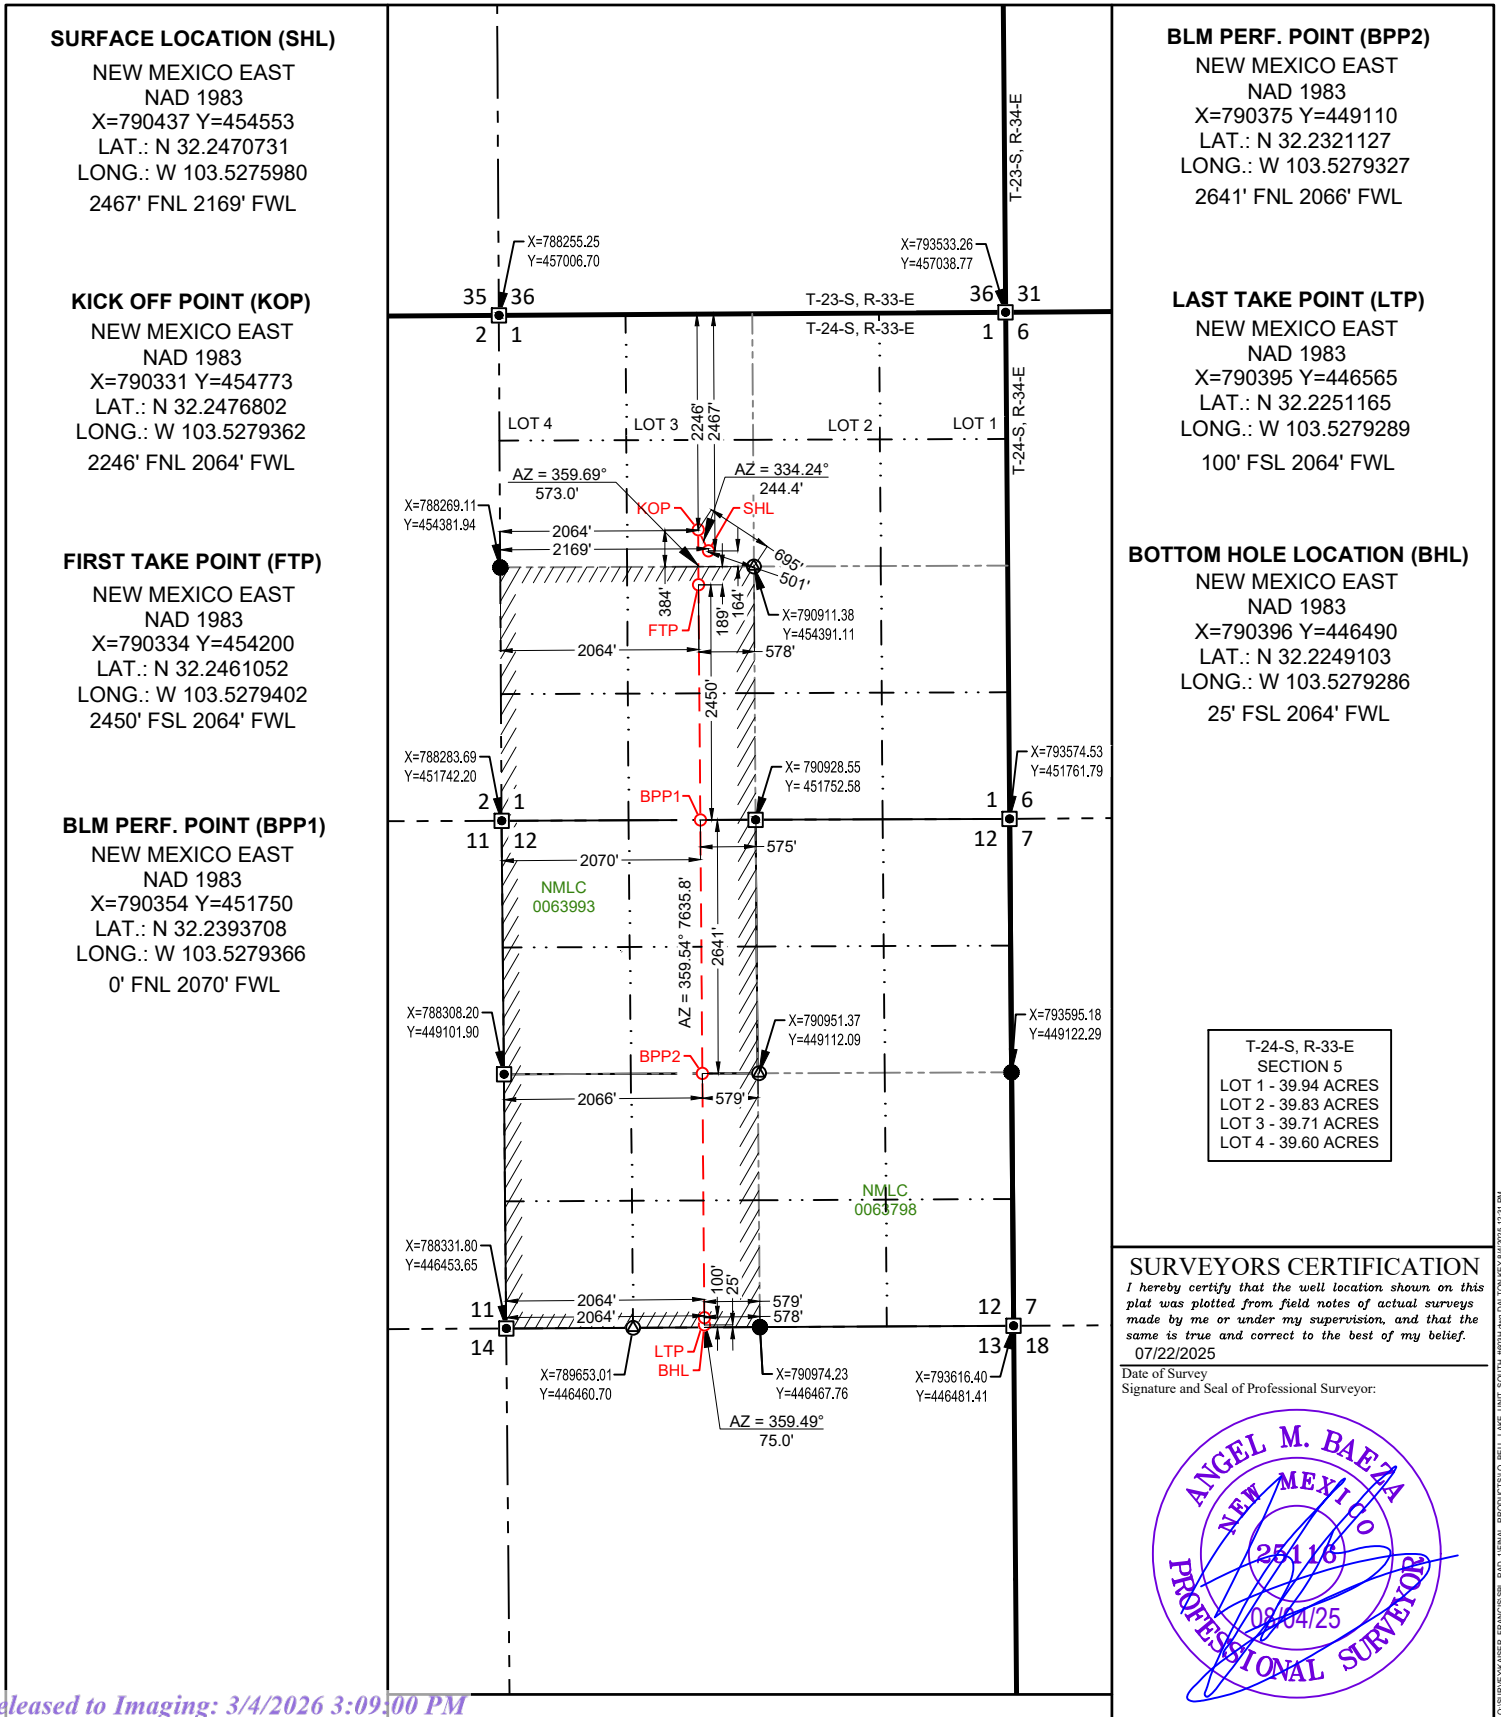 SURFACE LOCATION (SHL)
NEW MEXICO EAST
NAD 1983
X=790437 Y=454553
LAT.: N 32.2470731
LONG.: W 103.5275980
2467' FNL 2169' FWL
KICK OFF POINT (KOP)
NEW MEXICO EAST
NAD 1983
X=790331 Y=454773
LAT.: N 32.2476802
LONG.: W 103.5279362
2246' FNL 2064' FWL
FIRST TAKE POINT (FTP)
NEW MEXICO EAST
NAD 1983
X=790334 Y=454200
LAT.: N 32.2461052
LONG.: W 103.5279402
2450' FSL 2064' FWL
BLM PERF. POINT (BPP1)
NEW MEXICO EAST
NAD 1983
X=790354 Y=451750
LAT.: N 32.2393708
LONG.: W 103.5279366
0' FNL 2070' FWL
T-23-S, R-34-E
X=788255.25
Y=457006.70
X=793533.26
Y=457038.77
35 36
T-23-S, R-33-E
36 31
2 1
T-24-S, R-33-E
1 6
T-24-S, R-34-E
2246'
2467'
LOT 4
LOT 3
LOT 2
LOT 1
AZ = 359.69°
573.0'
AZ = 334.24°
244.4'
X=788269.11
Y=454381.94
KOP
SHL
2064'
2169'
695'
501'
384'
189'
164'
FTP
X=790911.38
Y=454391.11
2064'
578'
2450'
X=788283.69
Y=451742.20
X= 790928.55
Y= 451752.58
X=793574.53
Y=451761.79
BPP1
2 1
1 6
11 12
12 7
2070'
575'
NMLC
0063993
AZ = 359.54° 7635.8'
2641'
X=788308.20
Y=449101.90
X=790951.37
Y=449112.09
X=793595.18
Y=449122.29
BPP2
2066'
579'
NMLC
0063798
X=788331.80
Y=446453.65
100'
25'
11
2064'
579'
12 7
2064'
578'
14
13 18
LTP
BHL
X=789653.01
Y=446460.70
X=790974.23
Y=446467.76
X=793616.40
Y=446481.41
AZ = 359.49°
75.0'
BLM PERF. POINT (BPP2)
NEW MEXICO EAST
NAD 1983
X=790375 Y=449110
LAT.: N 32.2321127
LONG.: W 103.5279327
2641' FNL 2066' FWL
LAST TAKE POINT (LTP)
NEW MEXICO EAST
NAD 1983
X=790395 Y=446565
LAT.: N 32.2251165
LONG.: W 103.5279289
100' FSL 2064' FWL
BOTTOM HOLE LOCATION (BHL)
NEW MEXICO EAST
NAD 1983
X=790396 Y=446490
LAT.: N 32.2249103
LONG.: W 103.5279286
25' FSL 2064' FWL
T-24-S, R-33-E
SECTION 5
LOT 1 - 39.94 ACRES
LOT 2 - 39.83 ACRES
LOT 3 - 39.71 ACRES
LOT 4 - 39.60 ACRES
SURVEYORS CERTIFICATION
I hereby certify that the well location shown on this
plat was plotted from field notes of actual surveys
made by me or under my supervision, and that the
same is true and correct to the best of my belief.
07/22/2025
Date of Survey
Signature and Seal of Professional Surveyor:
ANGEL M. BAEZA
NEW MEXICO
25116
08/04/25
PROFESSIONAL SURVEYOR
eleased to Imaging: 3/4/2026 3:09:00 PM